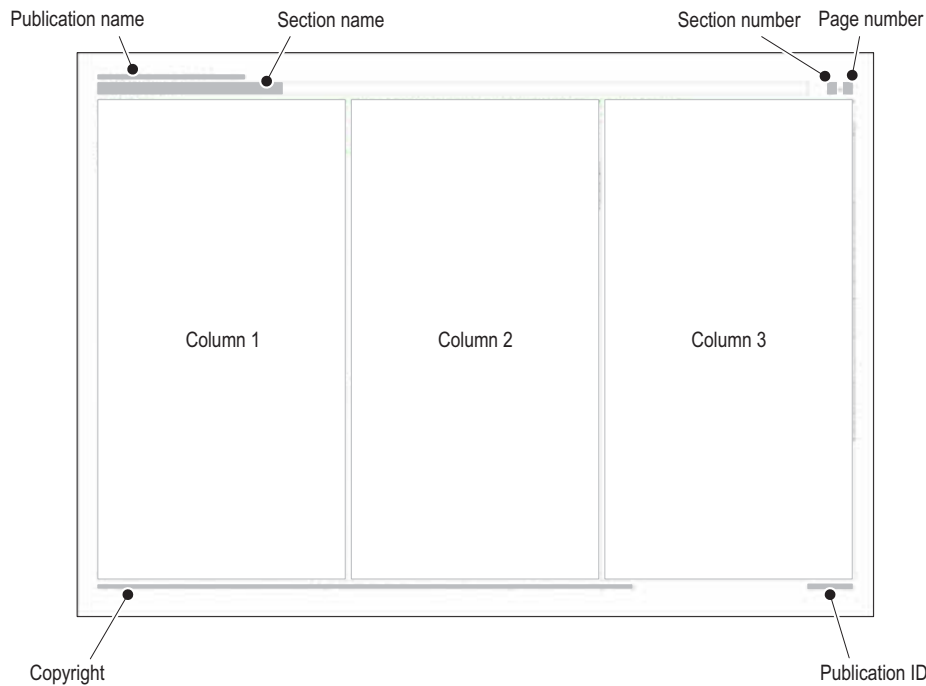 Publication name Section name Section number Page number
Column 1 Column 2 Column 3
Copyright Publication ID